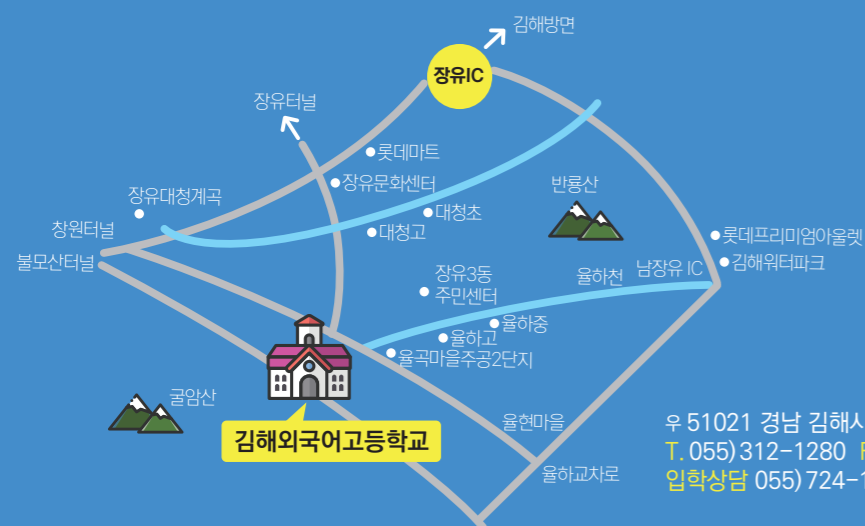 김해방면
장유IC
장유터널
롯데마트
장유문화센터
장유대청계곡
반룡산
대청초
창원터널
대청고
롯데프리미엄아울렛
불모산터널
김해워터파크
장유3동
주민센터
율하천
남장유 IC
율하중
율하고
율곡마을주공2단지
굴암산
율현마을
김해외국어고등학교
율하교차로
우 51021 경남 김해시
T. 055)312-1280 F
입학상담 055)724-1